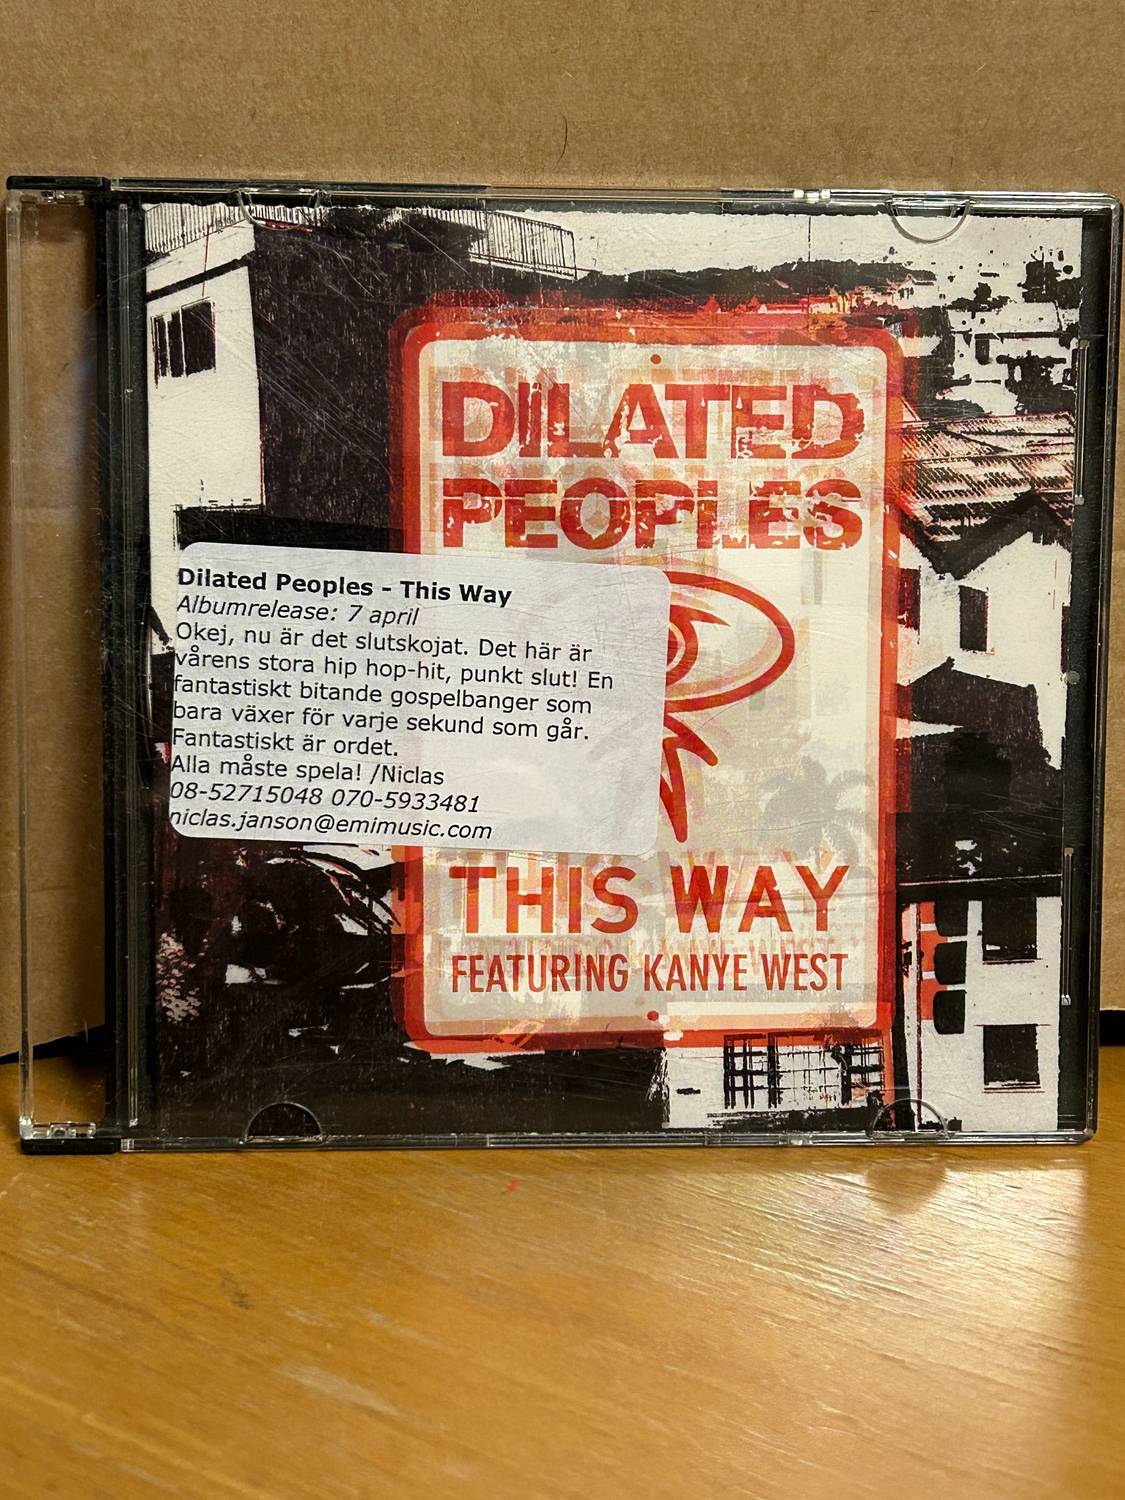 DILATED
PEOPLES
Dilated Peoples - This Way
Albumrelease: 7 april
Okej, nu är det slutskojat. Det här är
vårens stora hip hop-hit, punkt slut! En
fantastiskt bitande gospelbanger som
bara växer för varje sekund som går.
Fantastiskt är ordet.
Alla måste spela! /Niclas
08-52715048 070-5933481
niclas.janson@emimusic.com
THIS WAY
FEATURING KANYE WEST